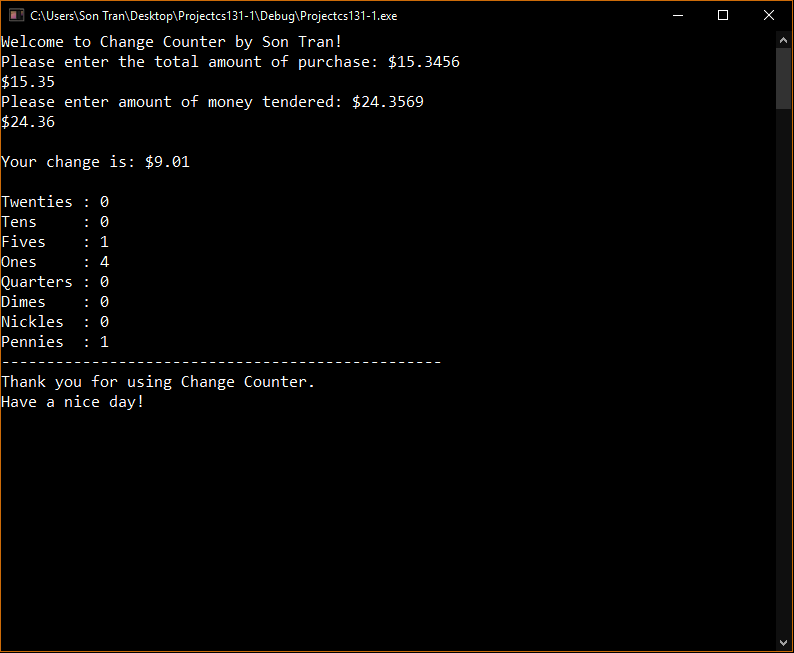 C:\Users\Son Tran\Desktop\Projectcs131-1\Debug\Projectcs131-1.exe
Welcome to Change Counter by Son Tran!
Please enter the total amount of purchase: $15.3456
$15.35
Please enter amount of money tendered: $24.3569
$24.36
Your change is: $9.01
Twenties : 0
Tens     : 0
Fives    : 1
Ones     : 4
Quarters : 0
Dimes    : 0
Nickles  : 0
Pennies  : 1
-------------------------------------------------
Thank you for using Change Counter.
Have a nice day!